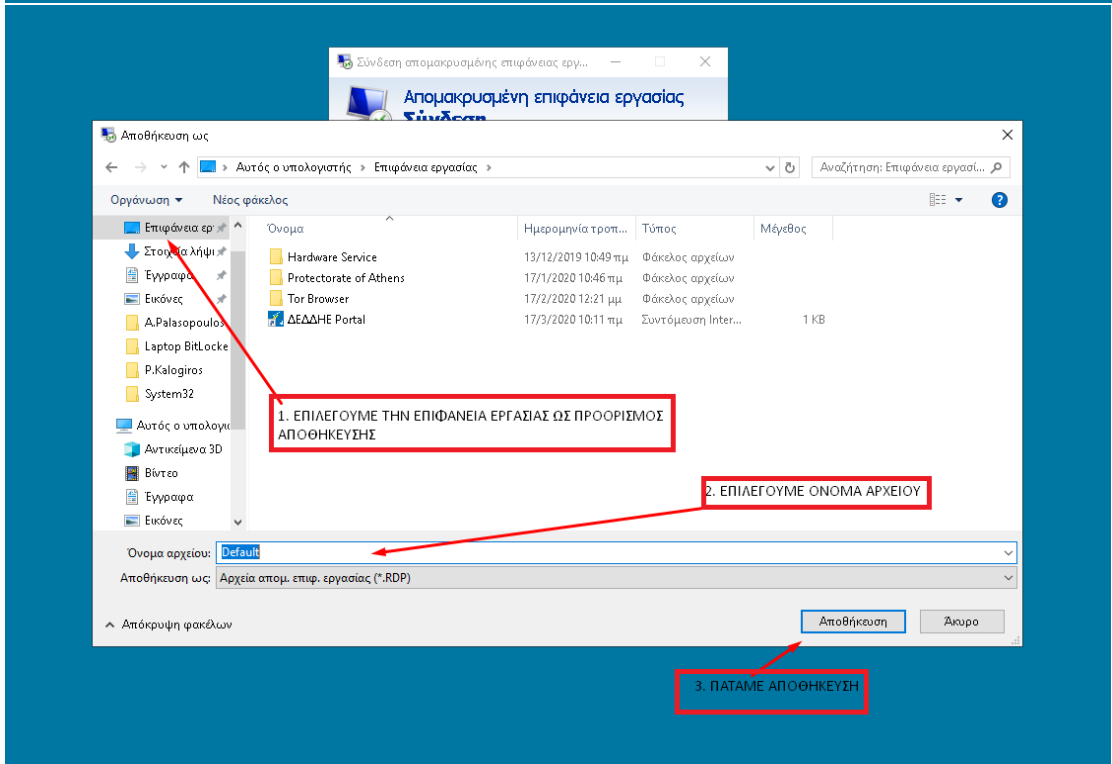 Σύνδεση απομακρυσμένης επιφάνειας εργ...
Απομακρυσμένη επιφάνεια εργασίας
Σύνδεση
Αποθήκευση ως
Αυτός ο υπολογιστής > Επιφάνεια εργασίας >
Αναζήτηση: Επιφάνεια εργασί...
Οργάνωση Νέος φάκελος
Όνομα Ημερομηνία τροπ... Τύπος Μέγεθος
Επιφάνεια ερ
Στοιχεία λήψ
Έγγραφα
Εικόνες
A.Palasopoulos
Laptop BitLocke
P.Kalogiros
System32
Αυτός ο υπολογι
Αντικείμενα 3D
Βίντεο
Έγγραφα
Εικόνες
Hardware Service 13/12/2019 10:49 πμ Φάκελος αρχείων
Protectorate of Athens 17/1/2020 10:46 πμ Φάκελος αρχείων
Tor Browser 17/2/2020 12:21 μμ Φάκελος αρχείων
ΔΕΔΔΗΕ Portal 17/3/2020 10:11 πμ Συντόμευση Inter... 1 KB
1. ΕΠΙΛΕΓΟΥΜΕ ΤΗΝ ΕΠΙΦΑΝΕΙΑ ΕΡΓΑΣΙΑΣ ΩΣ ΠΡΟΟΡΙΣΜΟΣ
ΑΠΟΘΗΚΕΥΣΗΣ
2. ΕΠΙΛΕΓΟΥΜΕ ΟΝΟΜΑ ΑΡΧΕΙΟΥ
Όνομα αρχείου: Default
Αποθήκευση ως: Αρχεία απομ. επιφ. εργασίας (*.RDP)
Απόκρυψη φακέλων
Αποθήκευση Άκυρο
3. ΠΑΤΑΜΕ ΑΠΟΘΗΚΕΥΣΗ